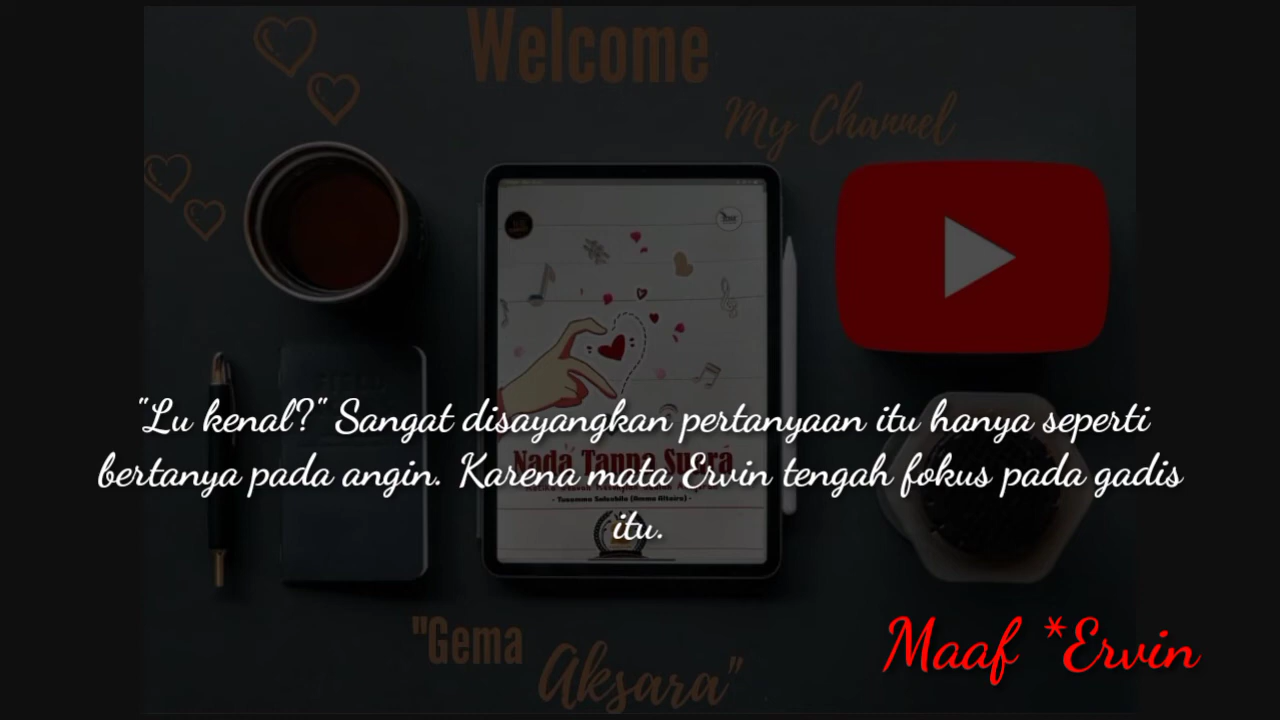 Welcome
My Channel
"Lu kenal?" Sangat disayangkan pertanyaan itu hanya seperti
bertanya pada angin. Karena mata Ervin tengah fokus pada gadis
itu.
Nada Tanpa Suara
Maaf *Ervin
"Gema
Aksara"